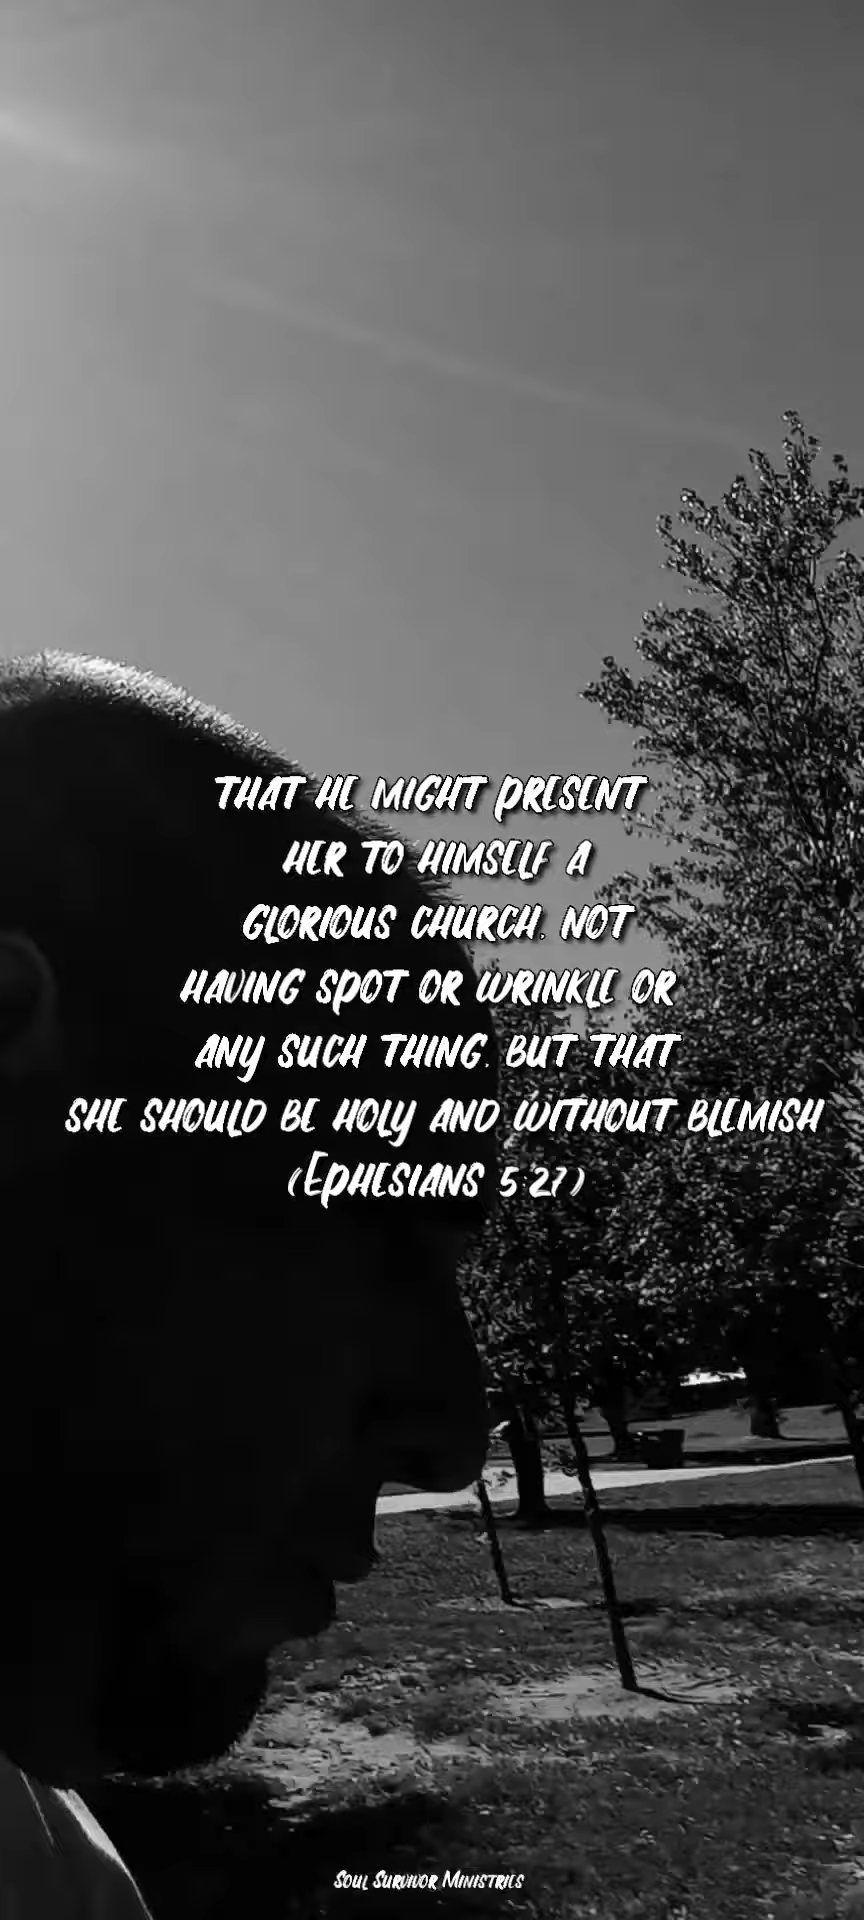 THAT HE MIGHT PRESENT
HER TO HIMSELF A
GLORIOUS CHURCH, NOT
HAVING SPOT OR WRINKLE OR
ANY SUCH THING, BUT THAT
SHE SHOULD BE HOLY AND WITHOUT BLEMISH
(EPHESIANS 5:27)
SOUL SURVIVOR MINISTRIES